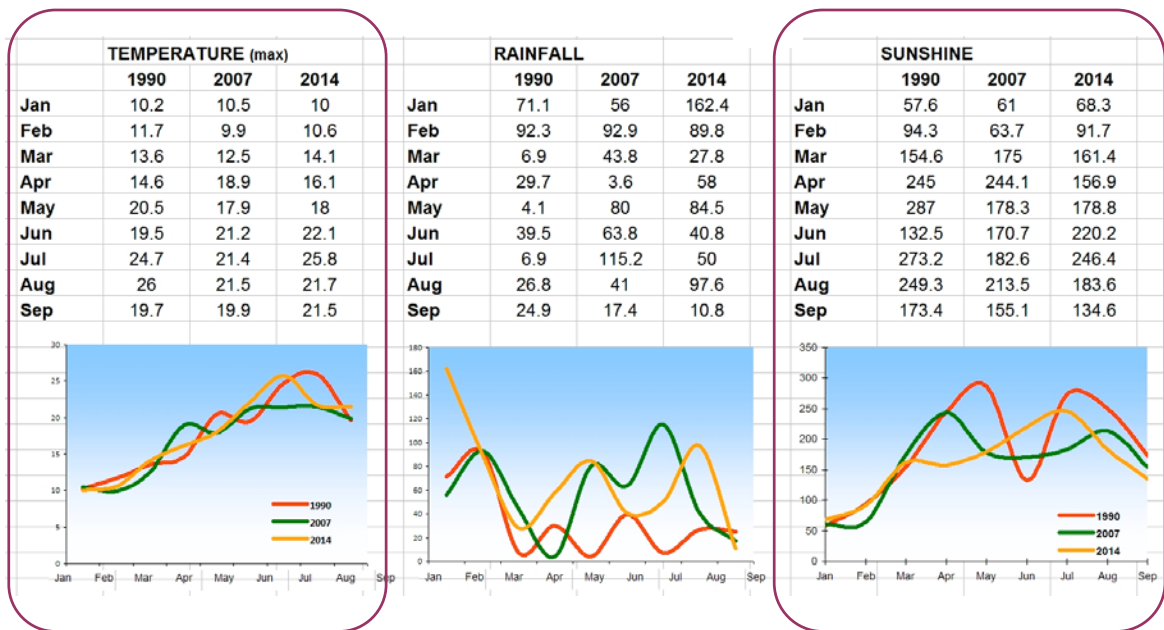 TEMPERATURE (max)
1990 2007 2014
Jan 10.2 10.5 10
Feb 11.7 9.9 10.6
Mar 13.6 12.5 14.1
Apr 14.6 18.9 16.1
May 20.5 17.9 18
Jun 19.5 21.2 22.1
Jul 24.7 21.4 25.8
Aug 26 21.5 21.7
Sep 19.7 19.9 21.5
30
25
20
15
10
5
0
1990
2007
2014
Jan Feb Mar Apr May Jun Jul Aug Sep
RAINFALL
1990 2007 2014
Jan 71.1 56 162.4
Feb 92.3 92.9 89.8
Mar 6.9 43.8 27.8
Apr 29.7 3.6 58
May 4.1 80 84.5
Jun 39.5 63.8 40.8
Jul 6.9 115.2 50
Aug 26.8 41 97.6
Sep 24.9 17.4 10.8
180
160
140
120
100
80
60
40
20
0
Jan Feb Mar Apr May Jun Jul Aug Sep
SUNSHINE
1990 2007 2014
Jan 57.6 61 68.3
Feb 94.3 63.7 91.7
Mar 154.6 175 161.4
Apr 245 244.1 156.9
May 287 178.3 178.8
Jun 132.5 170.7 220.2
Jul 273.2 182.6 246.4
Aug 249.3 213.5 183.6
Sep 173.4 155.1 134.6
350
300
250
200
150
100
50
0
1990
2007
2014
Jan Feb Mar Apr May Jun Jul Aug Sep